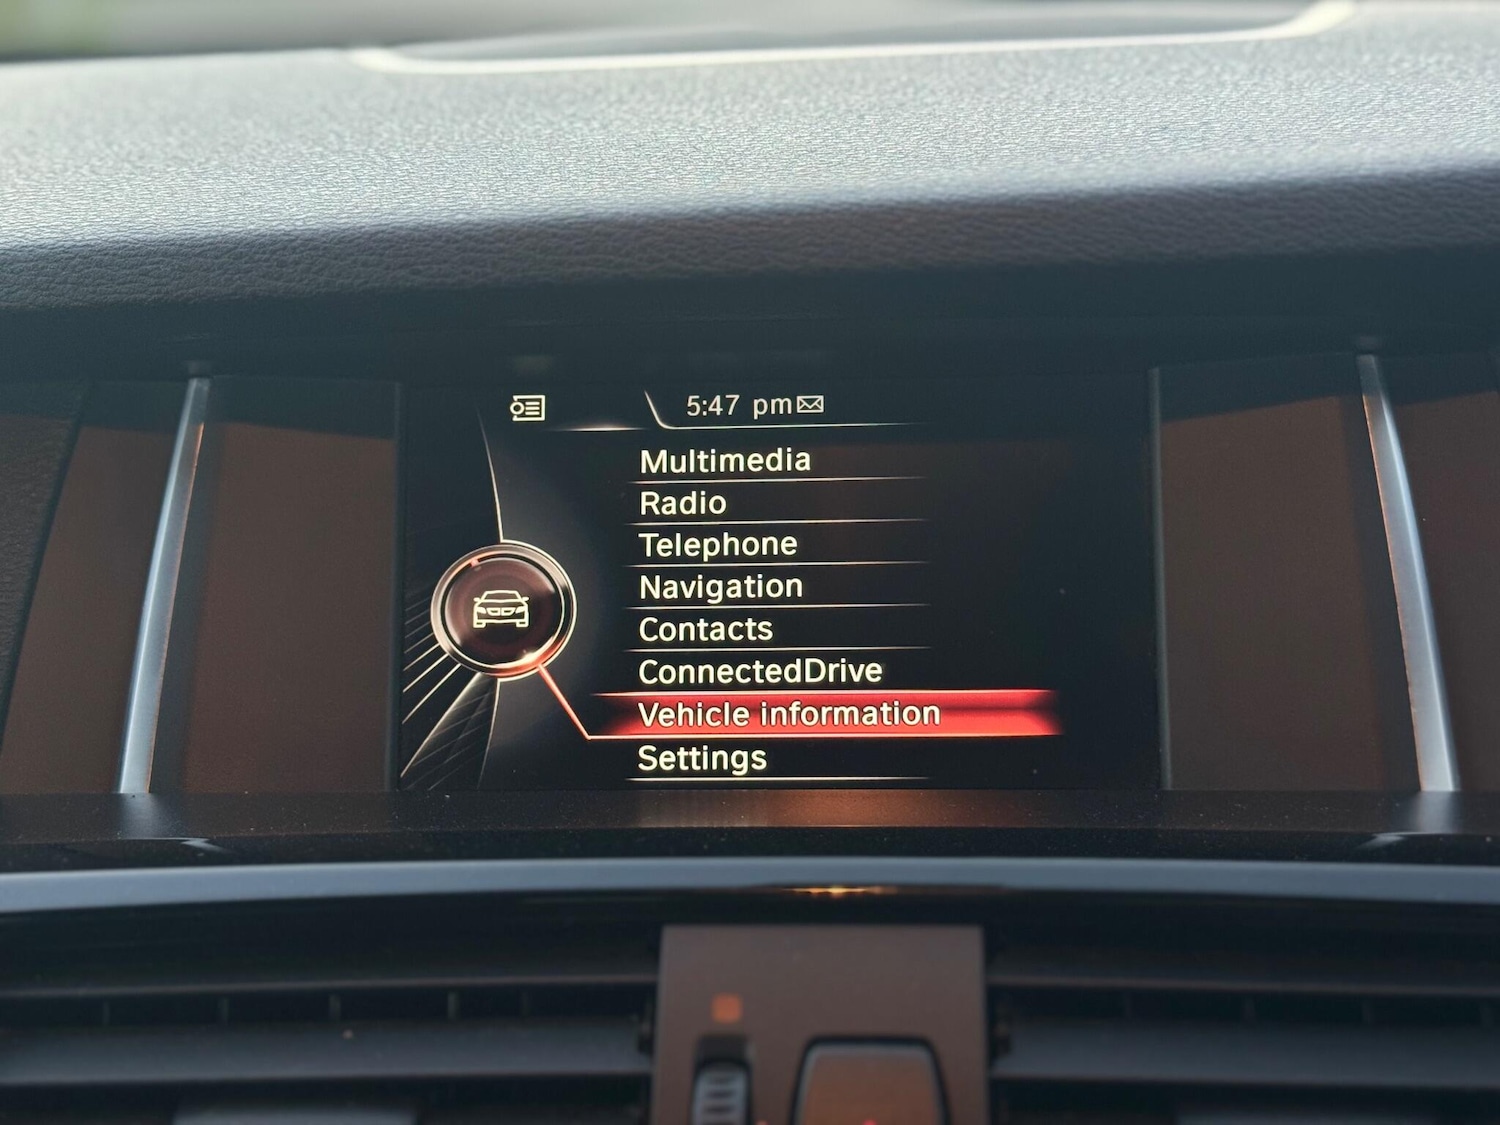 5:47 pm
Multimedia
Radio
Telephone
Navigation
Contacts
ConnectedDrive
Vehicle information
Settings